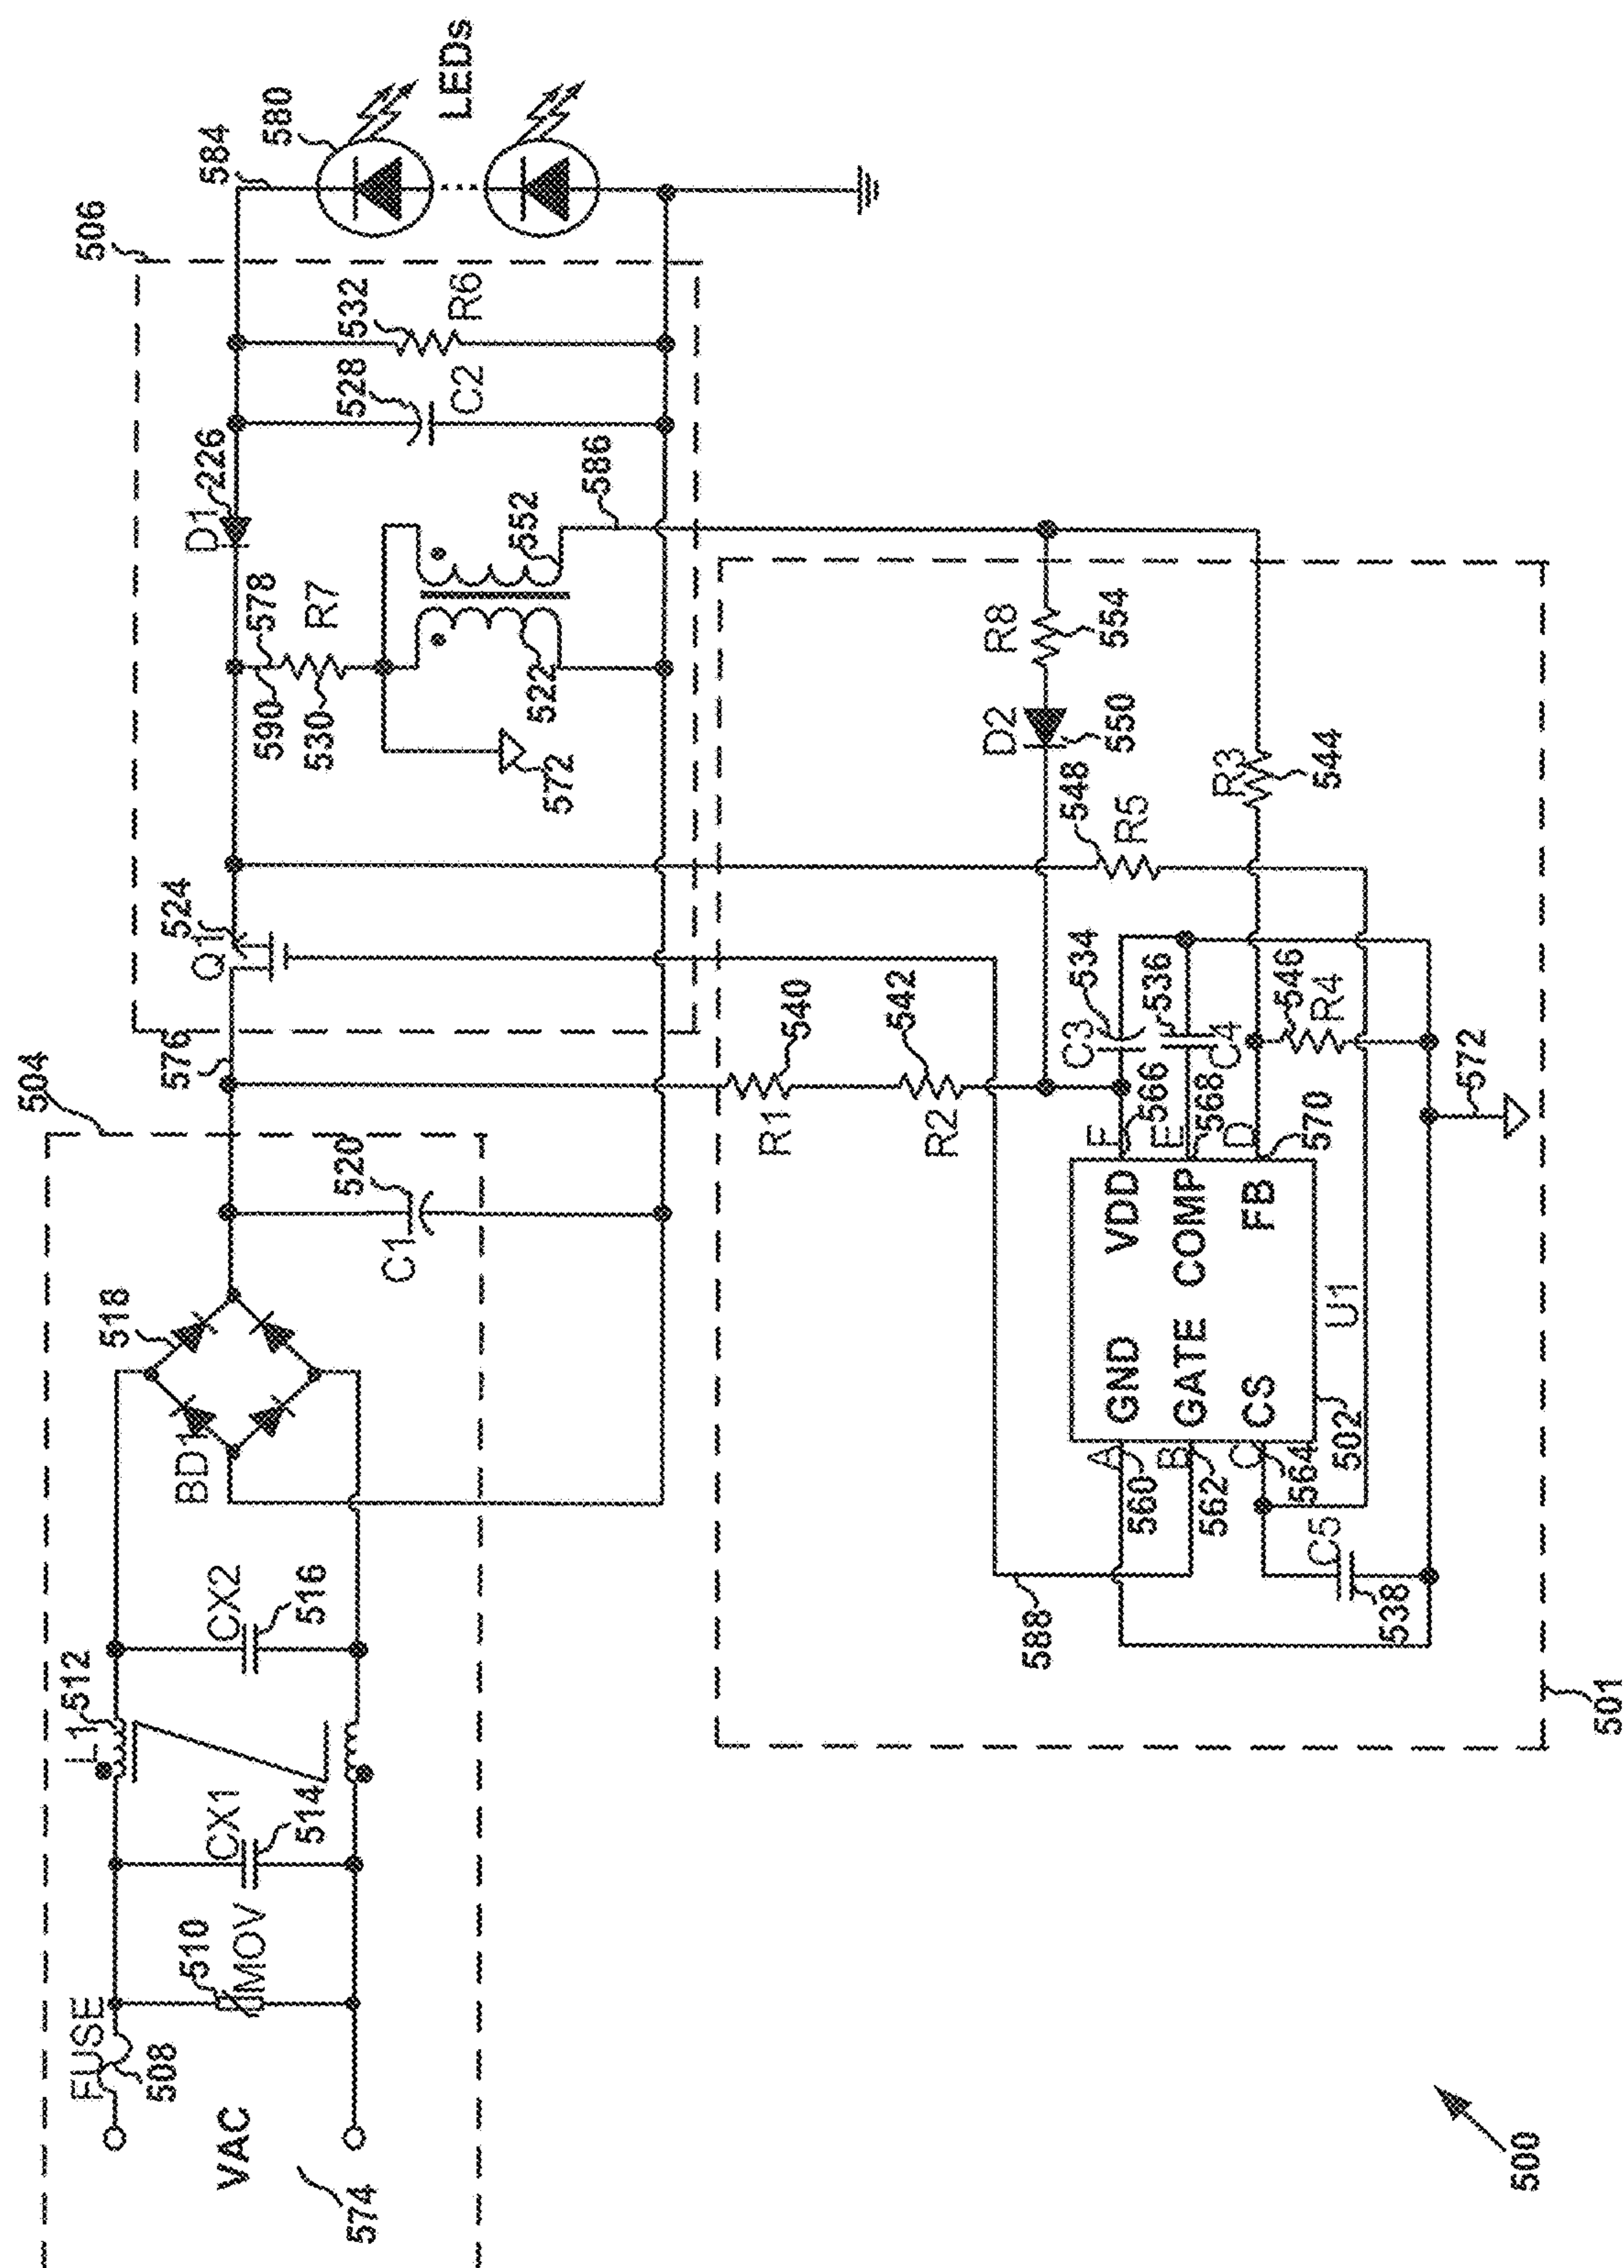 504
FUSE
508
VAC
574
510
MOV
CX1
514
L1
512
CX2
516
BD1
518
C1
520
576
506
Q1
524
590
578
530
R7
572
522
552
D1
226
528
C2
532
R6
586
584
580
LEDs
R1
540
R2
542
588
D2
550
R8
554
548
R5
R3
544
C3
534
536
C4
546
R4
572
F
566
E
568
D
570
VDD
COMP
FB
GND
GATE
CS
U1
502
A
560
B
562
C
564
C5
538
501
500